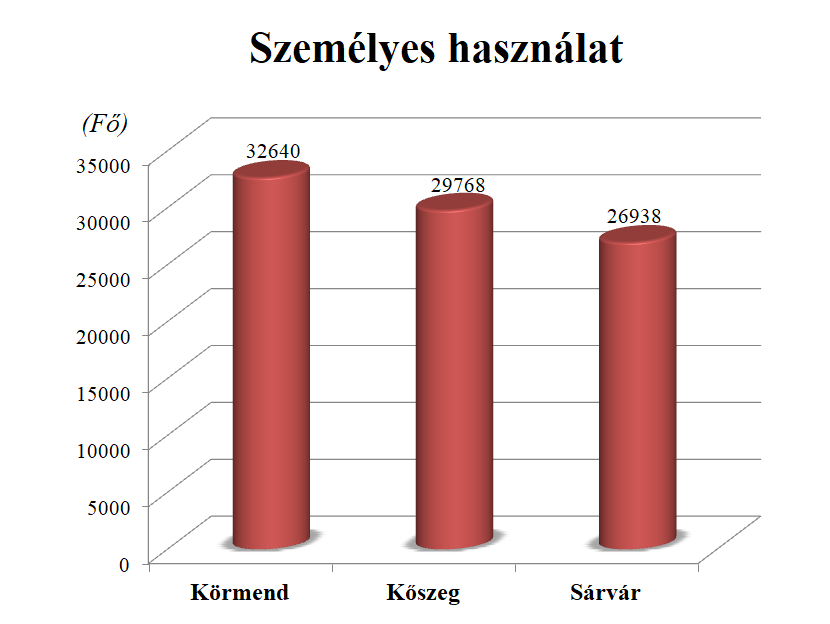 Személyes használat
(Fő)
32640
29768
26938
35000
30000
25000
20000
15000
10000
5000
0
Körmend
Kőszeg
Sárvár